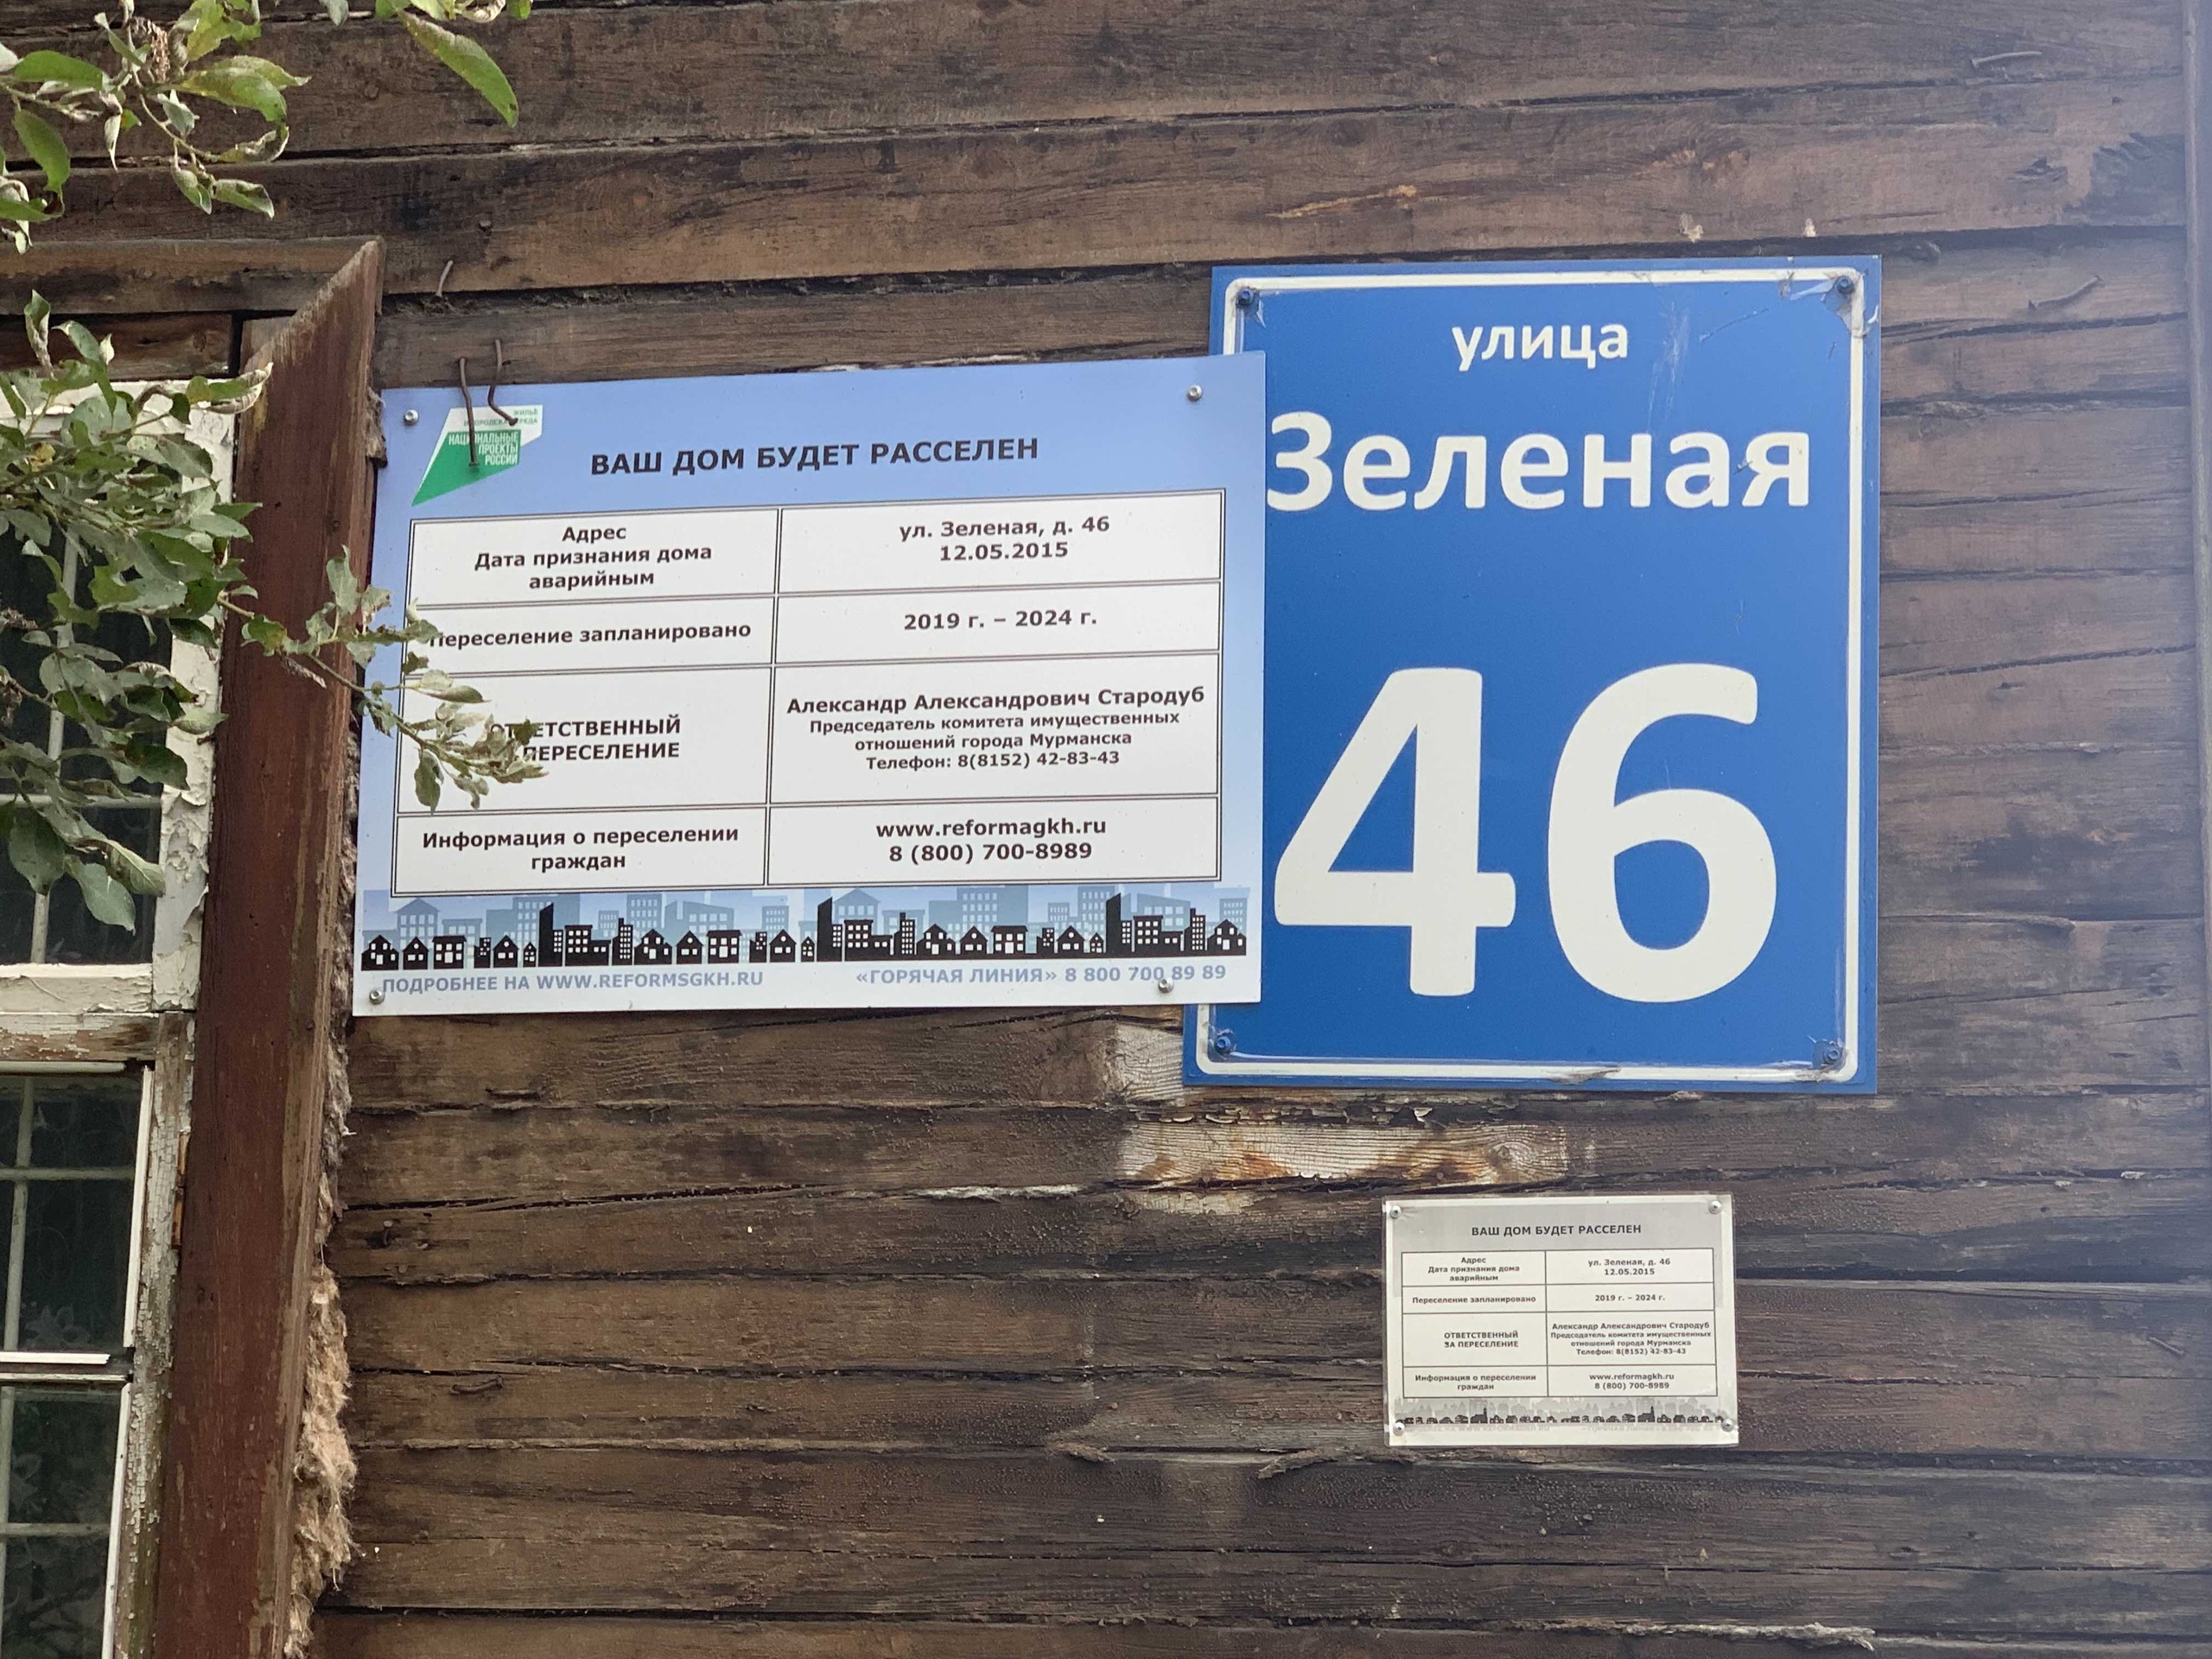 ЖИЛЬЁ
НАЦИОНАЛЬНЫЕ
ПРОЕКТЫ
РОССИИ
ВАШ ДОМ БУДЕТ РАССЕЛЕН
Адрес
Дата признания дома
аварийным
ул. Зеленая, д. 46
12.05.2015
Переселение запланировано
2019 г. – 2024 г.
ОТВЕТСТВЕННЫЙ
ПЕРЕСЕЛЕНИЕ
Александр Александрович Стародуб
Председатель комитета имущественных
отношений города Мурманска
Телефон: 8(8152) 42-83-43
Информация о переселении
граждан
www.reformagkh.ru
8 (800) 700-8989
ПОДРОБНЕЕ НА WWW.REFORMSGKH.RU
«ГОРЯЧАЯ ЛИНИЯ» 8 800 700 89 89
улица
Зеленая
46
ВАШ ДОМ БУДЕТ РАССЕЛЕН
Адрес
Дата признания дома
аварийным
ул. Зеленая, д. 46
12.05.2015
Переселение запланировано
2019 г. – 2024 г.
ОТВЕТСТВЕННЫЙ
ЗА ПЕРЕСЕЛЕНИЕ
Александр Александрович Стародуб
Председатель комитета имущественных
отношений города Мурманска
Телефон: 8(8152) 42-83-43
Информация о переселении
граждан
www.reformagkh.ru
8 (800) 700-8989